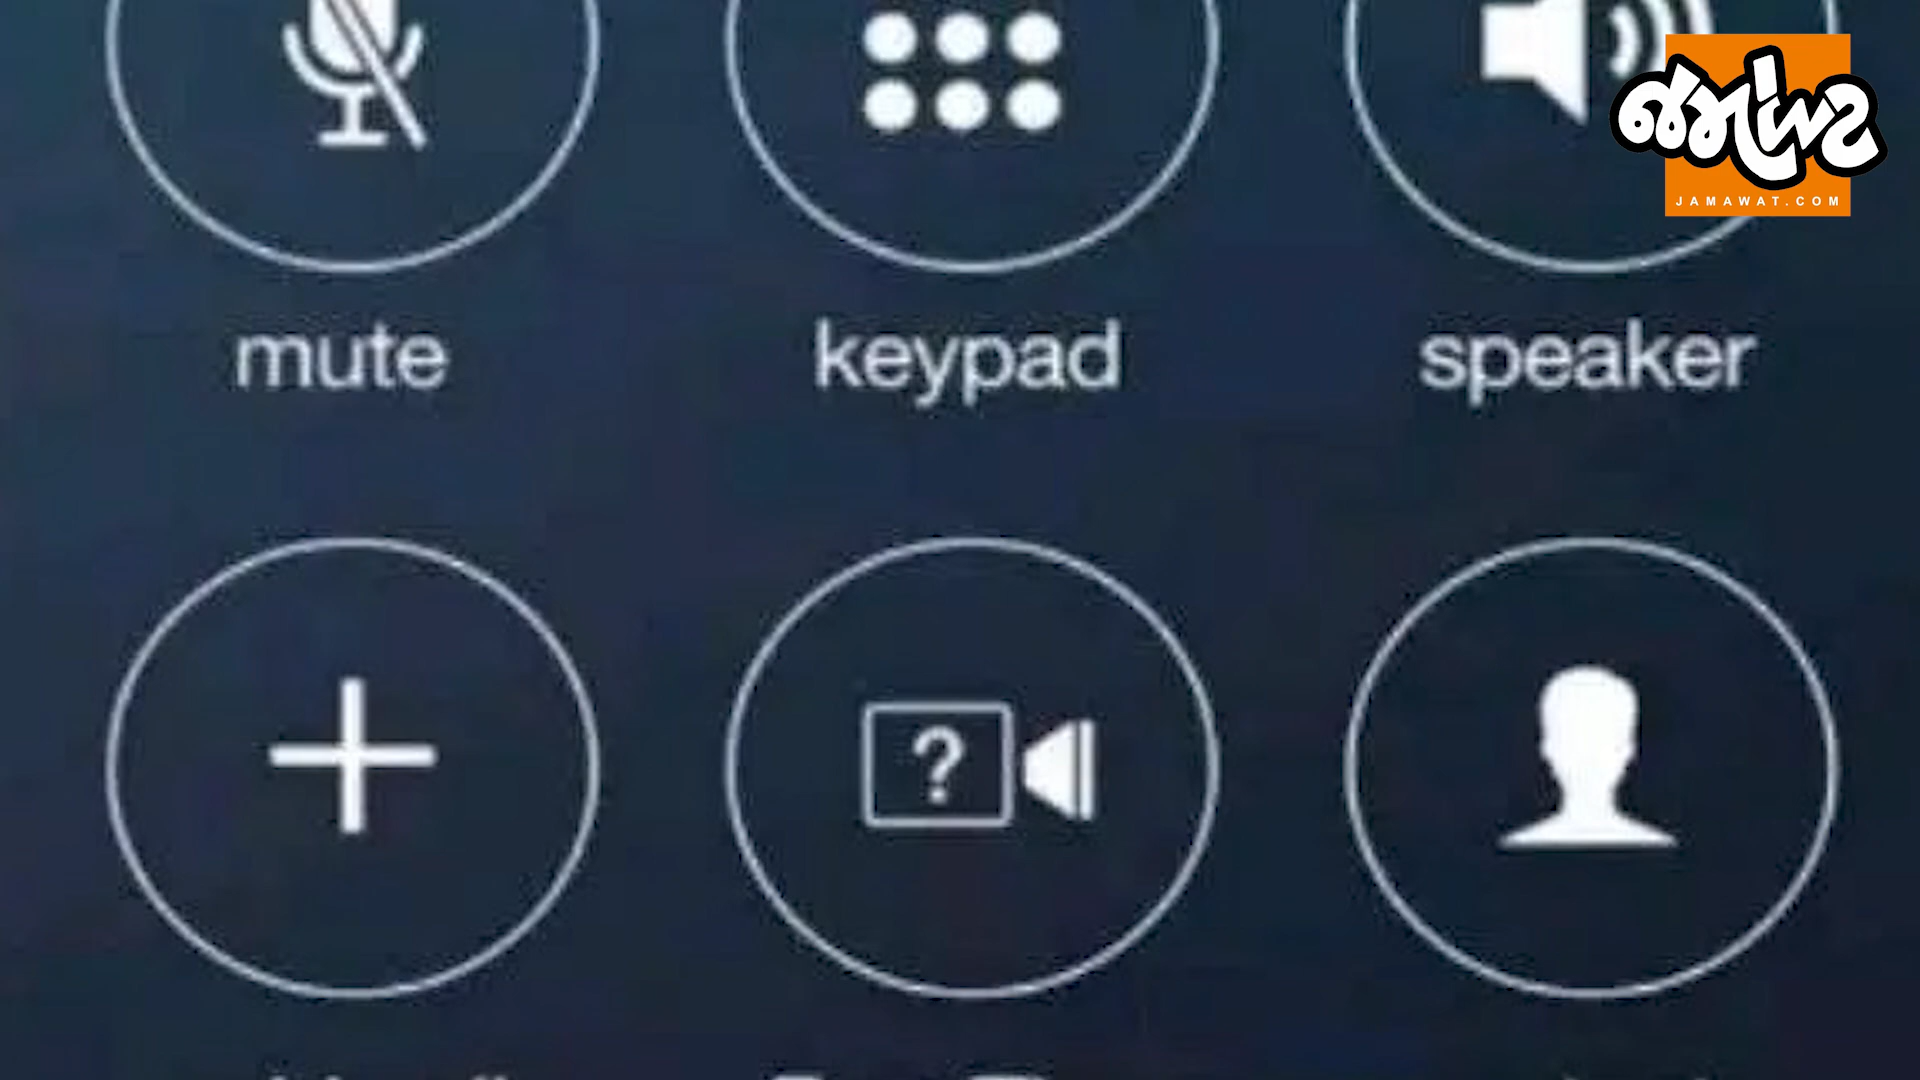 જમાવટ
JAMAWAT.COM
mute
keypad
speaker
?